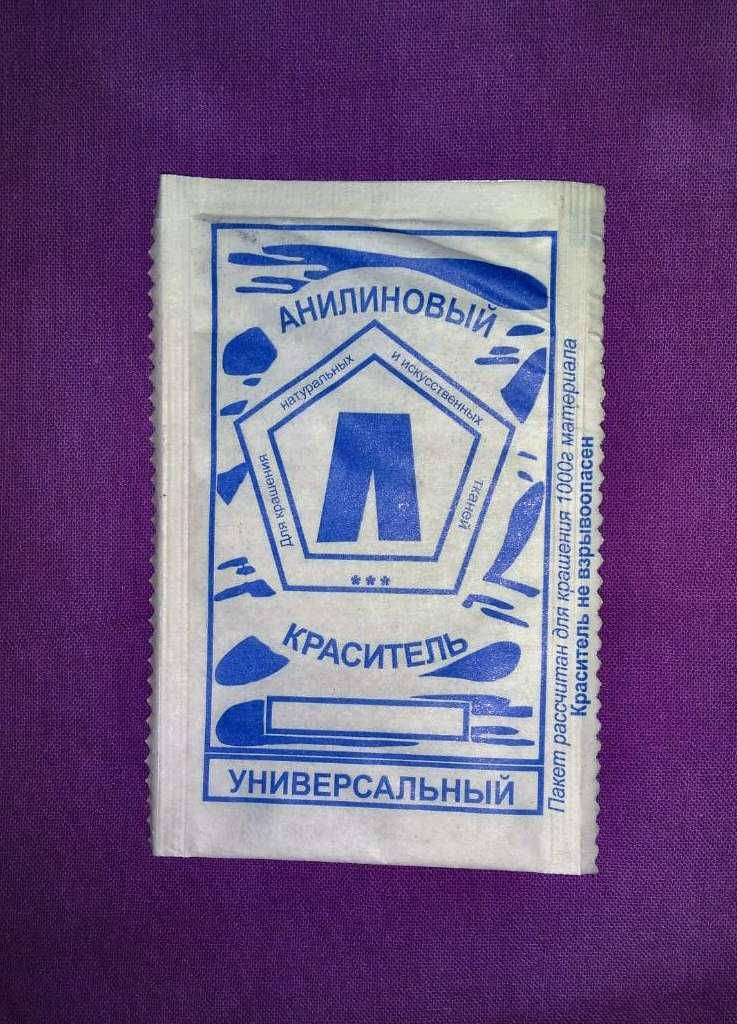 АНИЛИНОВЫЙ
Для крашения натуральных и искусственных тканей
***
КРАСИТЕЛЬ
УНИВЕРСАЛЬНЫЙ
Пакет рассчитан для крашения 1000г материала
Краситель не взрывоопасен